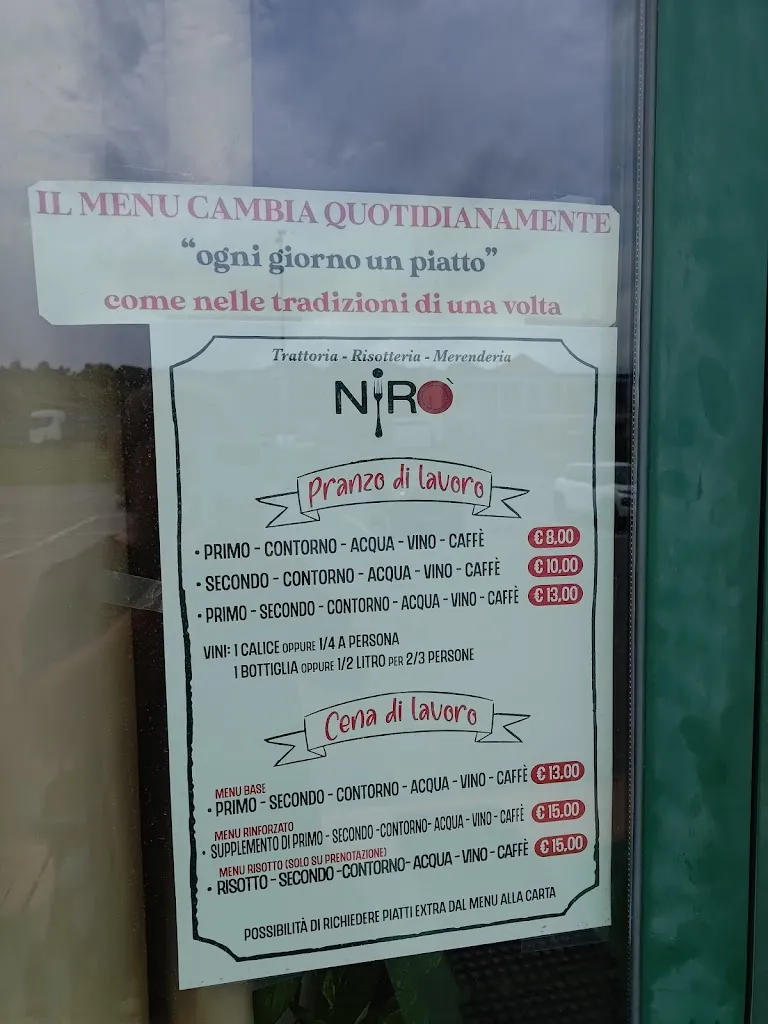 IL MENU CAMBIA QUOTIDIANAMENTE
“ogni giorno un piatto”
come nelle tradizioni di una volta
Trattoria - Risotteria - Merenderia
NIRÒ
Pranzo di lavoro
• PRIMO - CONTORNO - ACQUA - VINO - CAFFÈ € 8,00
• SECONDO - CONTORNO - ACQUA - VINO - CAFFÈ € 10,00
• PRIMO - SECONDO - CONTORNO - ACQUA - VINO - CAFFÈ € 13,00
VINI: 1 CALICE OPPURE 1/4 A PERSONA
1 BOTTIGLIA OPPURE 1/2 LITRO PER 2/3 PERSONE
Cena di lavoro
MENU BASE
• PRIMO - SECONDO - CONTORNO - ACQUA - VINO - CAFFÈ € 13,00
MENU RINFORZATO
• SUPPLEMENTO DI PRIMO - SECONDO -CONTORNO- ACQUA - VINO - CAFFÈ € 15,00
MENU RISOTTO (SOLO SU PRENOTAZIONE)
• RISOTTO - SECONDO -CONTORNO- ACQUA - VINO - CAFFÈ € 15,00
POSSIBILITÀ DI RICHIEDERE PIATTI EXTRA DAL MENU ALLA CARTA